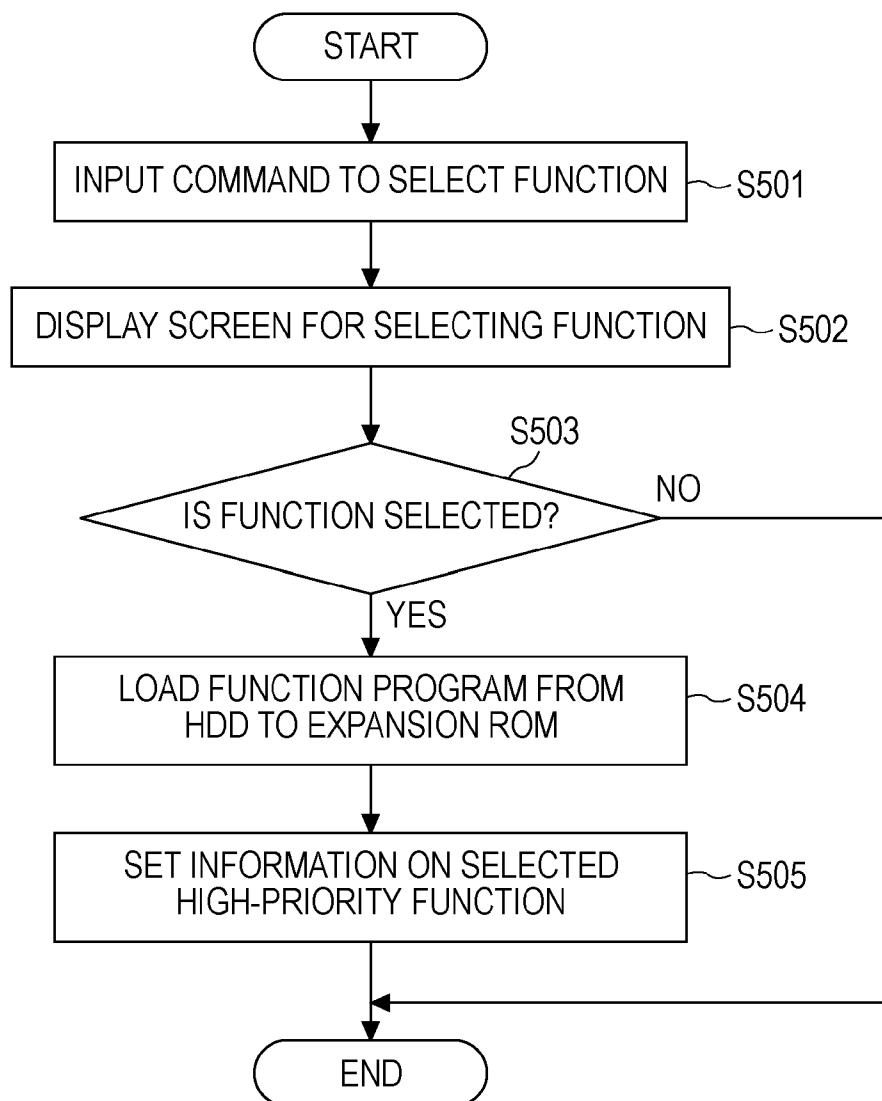 START
INPUT COMMAND TO SELECT FUNCTION
S501
DISPLAY SCREEN FOR SELECTING FUNCTION
S502
S503
IS FUNCTION SELECTED?
NO
YES
LOAD FUNCTION PROGRAM FROM
HDD TO EXPANSION ROM
S504
SET INFORMATION ON SELECTED
HIGH-PRIORITY FUNCTION
S505
END